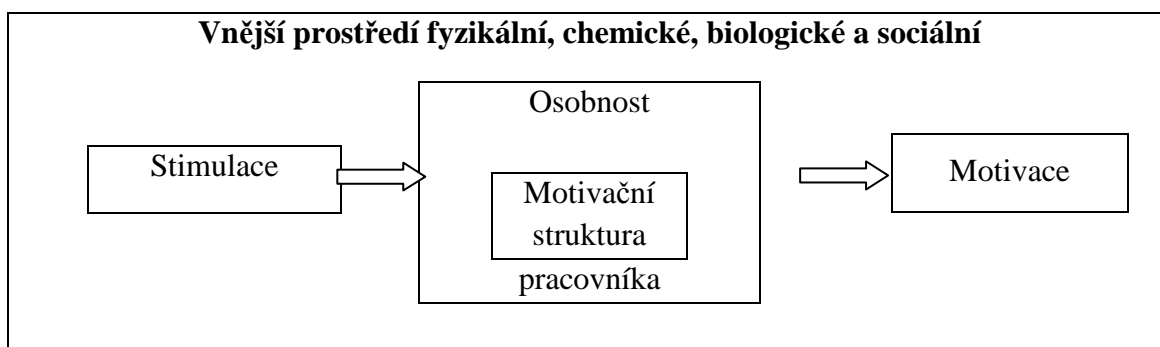 Vnější prostředí fyzikální, chemické, biologické a sociální
Osobnost
Stimulace
Motivace
Motivační
struktura
pracovníka